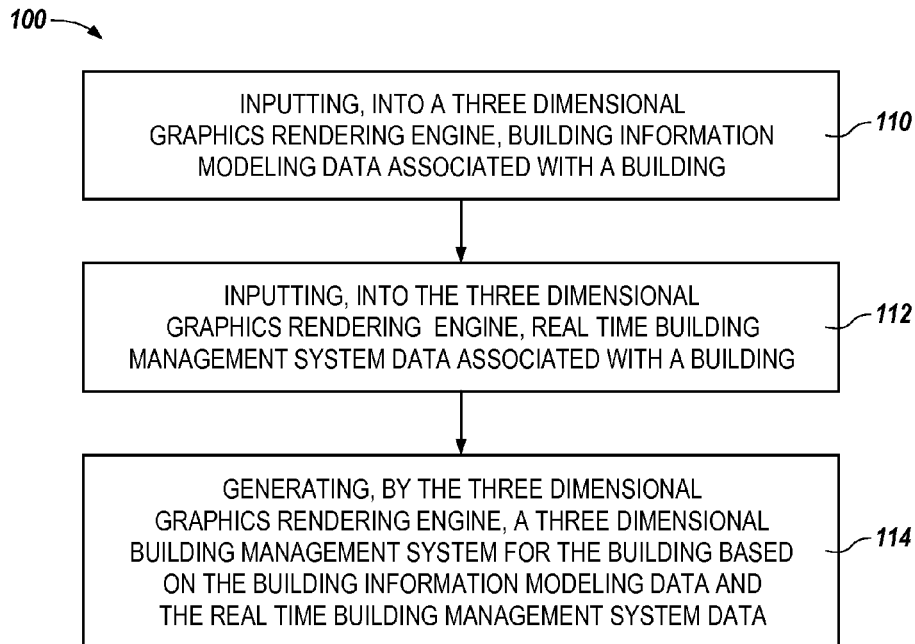 100
INPUTTING, INTO A THREE DIMENSIONAL
GRAPHICS RENDERING ENGINE, BUILDING INFORMATION
MODELING DATA ASSOCIATED WITH A BUILDING
110
INPUTTING, INTO THE THREE DIMENSIONAL
GRAPHICS RENDERING ENGINE, REAL TIME BUILDING
MANAGEMENT SYSTEM DATA ASSOCIATED WITH A BUILDING
112
GENERATING, BY THE THREE DIMENSIONAL
GRAPHICS RENDERING ENGINE, A THREE DIMENSIONAL
BUILDING MANAGEMENT SYSTEM FOR THE BUILDING BASED
ON THE BUILDING INFORMATION MODELING DATA AND
THE REAL TIME BUILDING MANAGEMENT SYSTEM DATA
114